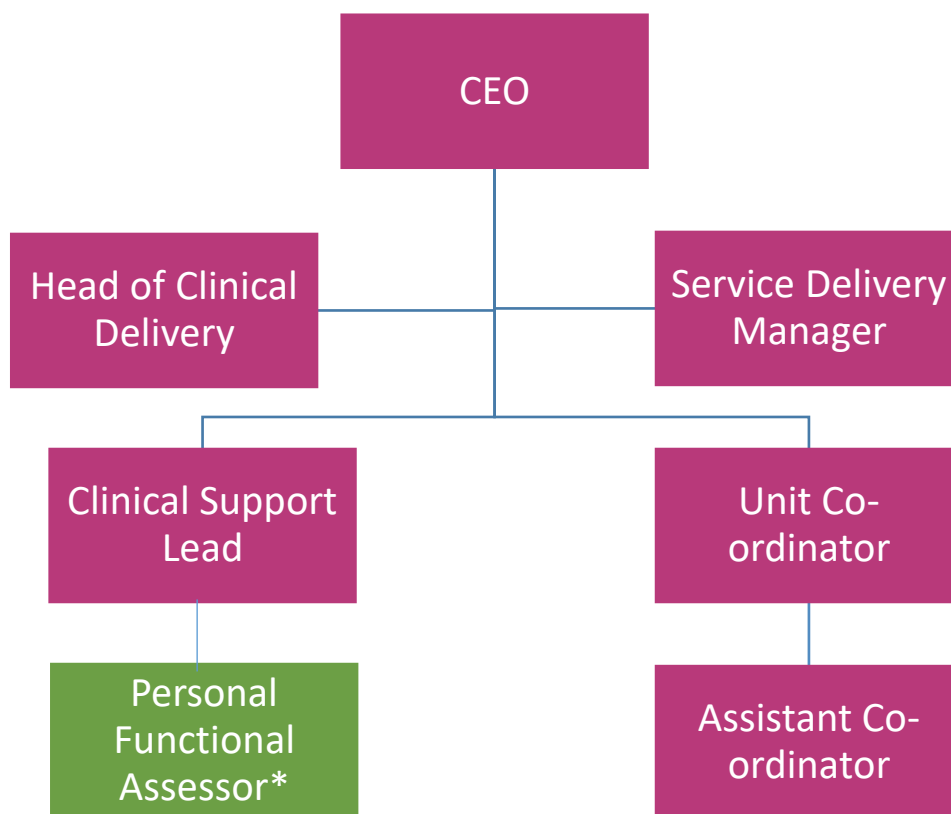 CEO
Head of Clinical
Delivery
Service Delivery
Manager
Clinical Support
Lead
Unit Co-
ordinator
Personal
Functional
Assessor*
Assistant Co-
ordinator